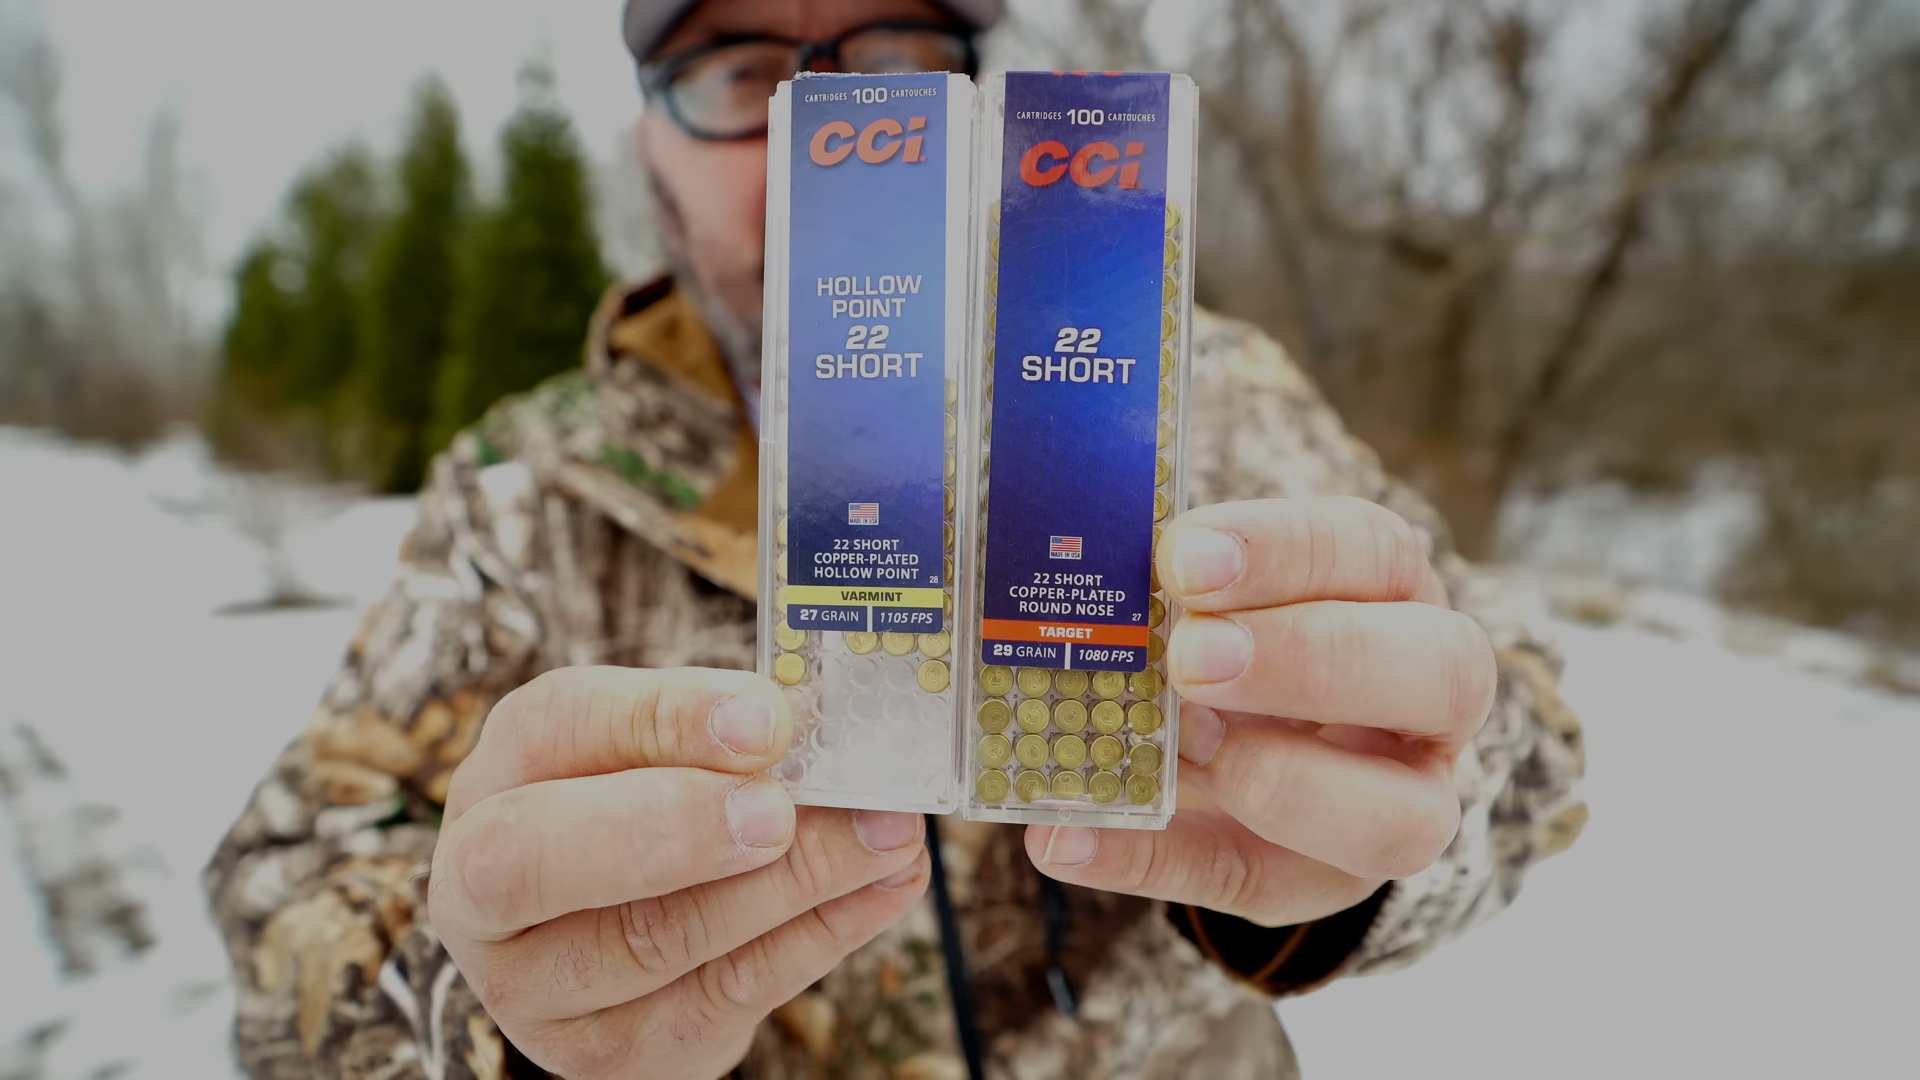 CARTRIDGES 100 CARTOUCHES
CCi
HOLLOW
POINT
22
SHORT
MADE IN USA
22 SHORT
COPPER-PLATED
HOLLOW POINT
28
VARMINT
27 GRAIN 1105 FPS
CARTRIDGES 100 CARTOUCHES
CCi
22
SHORT
MADE IN USA
22 SHORT
COPPER-PLATED
ROUND NOSE
27
TARGET
29 GRAIN 1080 FPS